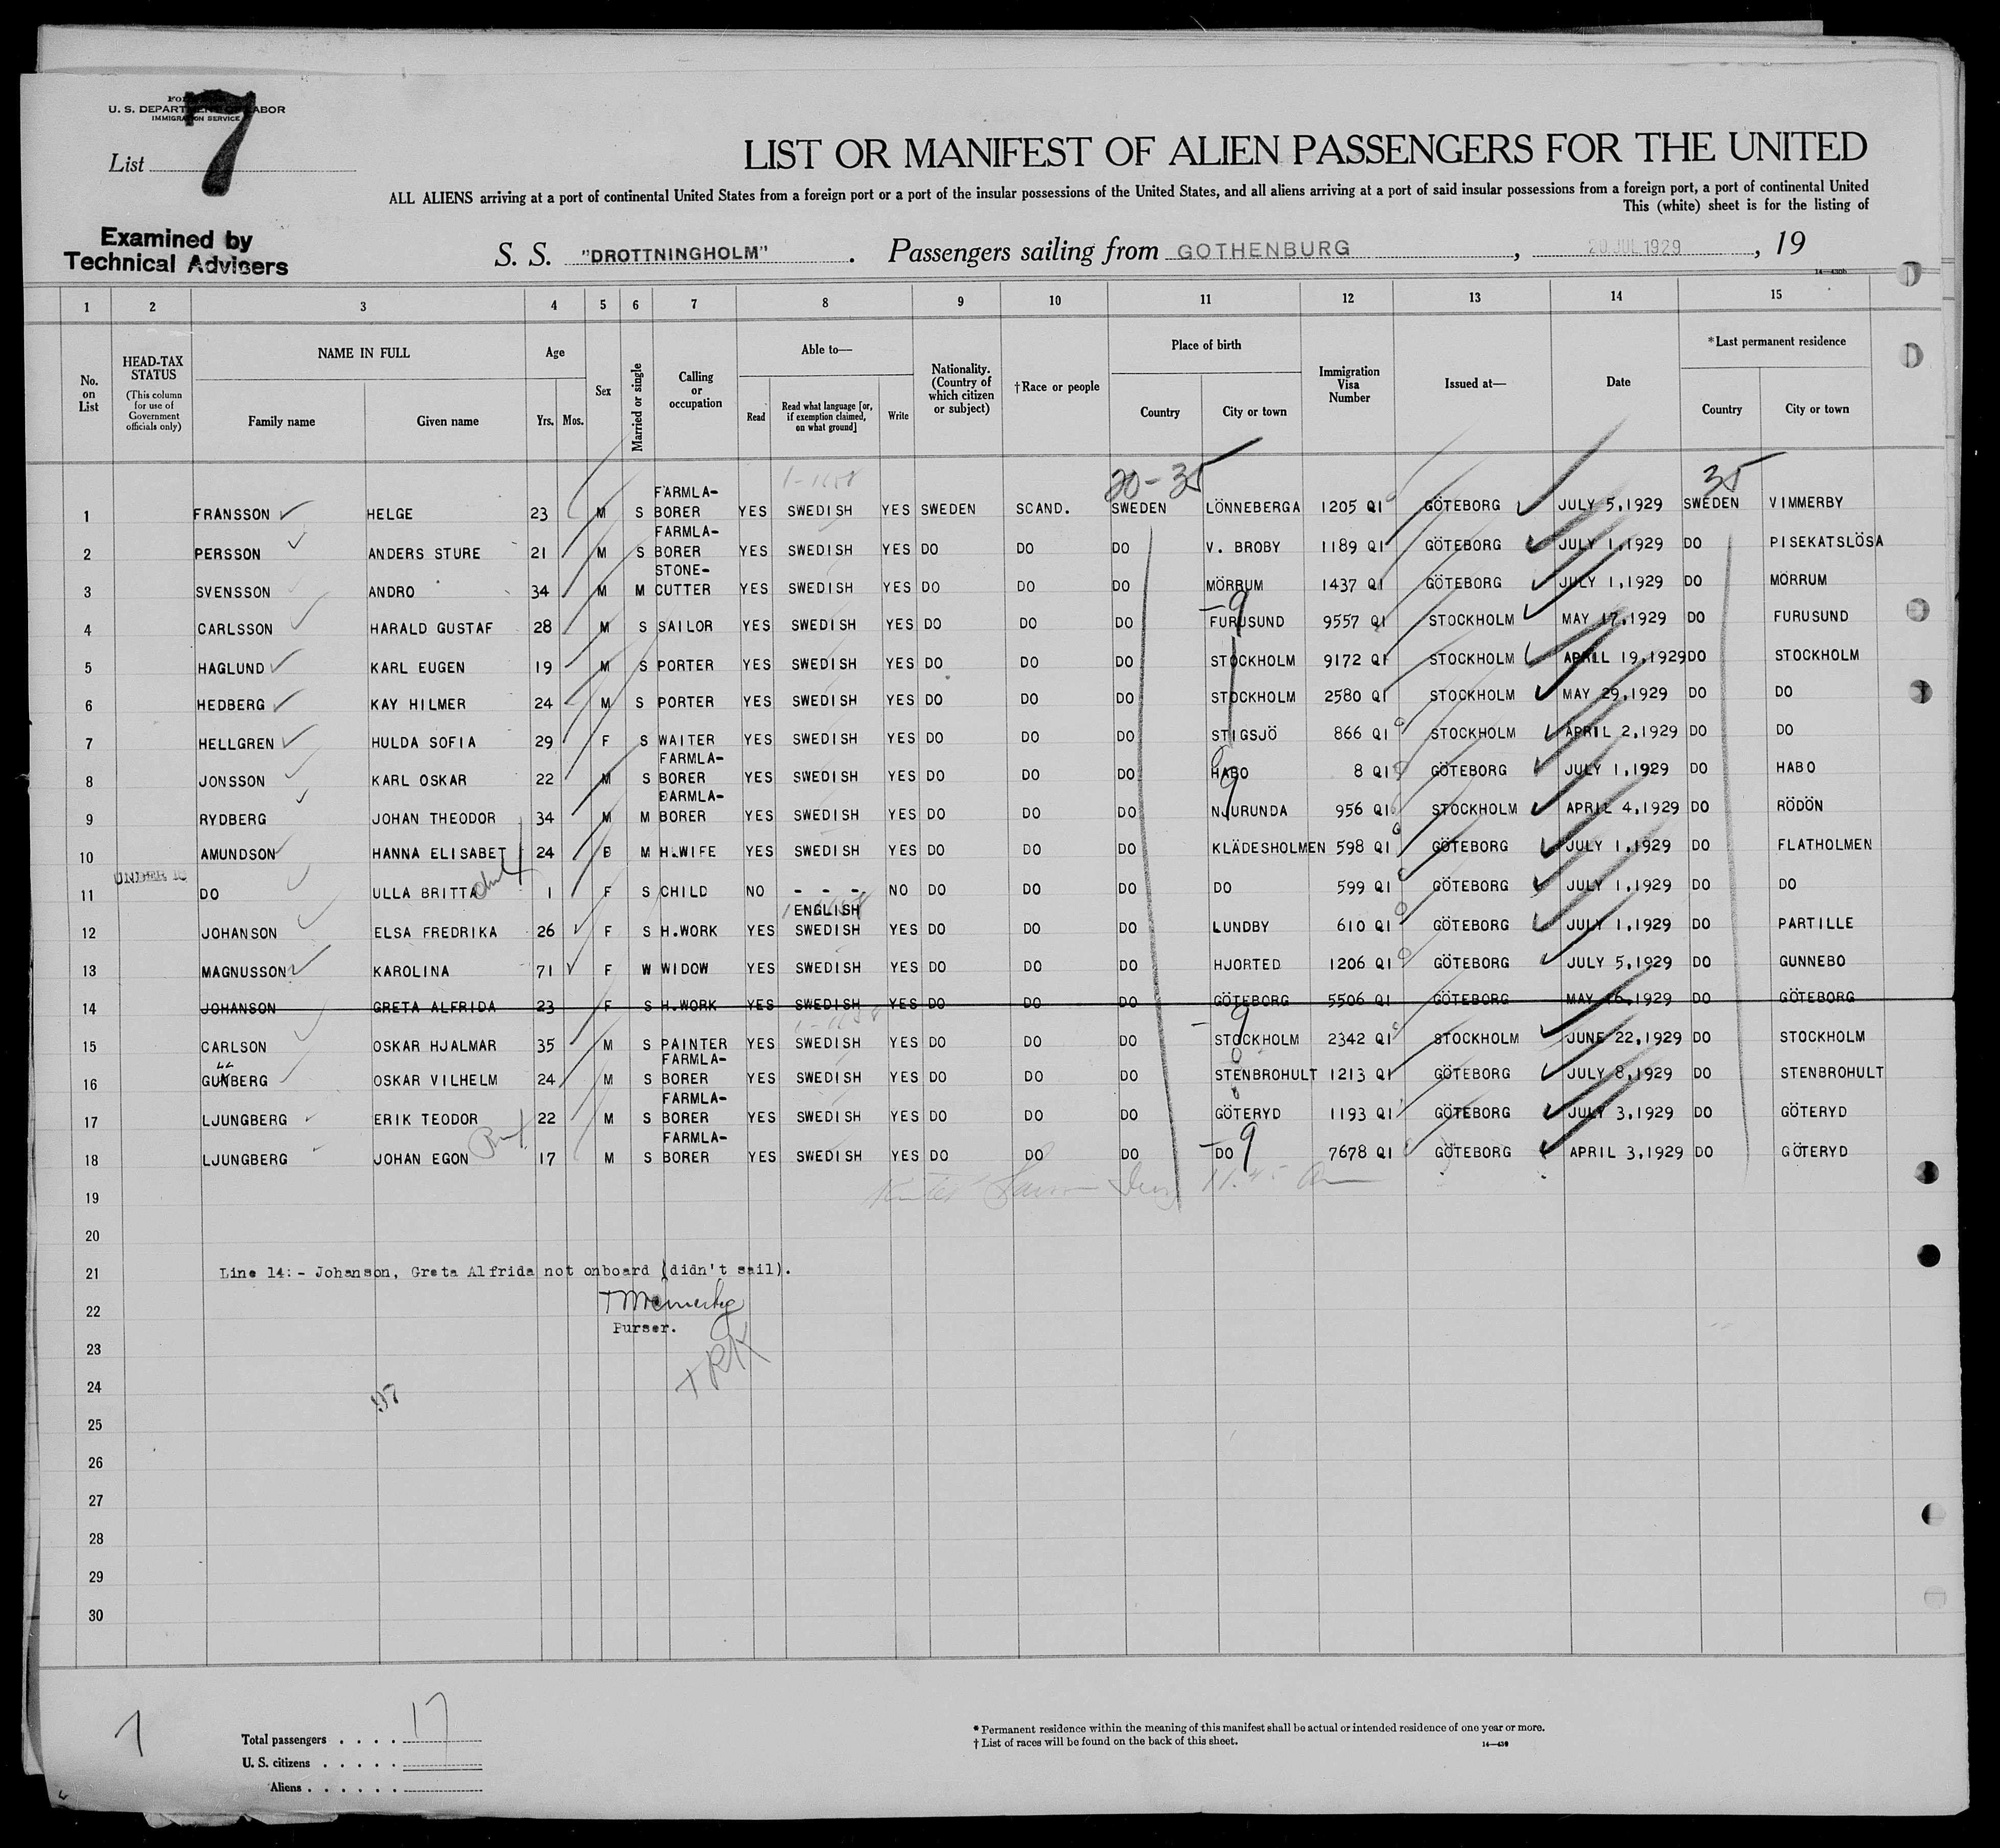 U. S. DEPARTMENT OF LABOR
IMMIGRATION SERVICE
List 7
LIST OR MANIFEST OF ALIEN PASSENGERS FOR THE UNITED
ALL ALIENS arriving at a port of continental United States from a foreign port or a port of the insular possessions of the United States, and all aliens arriving at a port of said insular possessions from a foreign port, a port of continental United
This (white) sheet is for the listing of
Examined by
Technical Advisers
S. S. "DROTTNINGHOLM". Passengers sailing from GOTHENBURG, 20 JUL 1929, 19
14—430b
1 2 3 4 5 6 7 8 9 10 11 12 13 14 15
No. on List
HEAD-TAX STATUS
(This column for use of Government officials only)
NAME IN FULL
Family name Given name
Age
Yrs. Mos.
Sex
Married or single
Calling or occupation
Able to—
Read Read what language [or, if exemption claimed, on what ground] Write
Nationality. (Country of which citizen or subject)
†Race or people
Place of birth
Country City or town
Immigration Visa Number
Issued at—
Date
*Last permanent residence
Country City or town
20-35 35
1 FRANSSON HELGE 23 M S FARMLA-BORER YES SWEDISH YES SWEDEN SCAND. SWEDEN LÖNNEBERGA 1205 QI GÖTEBORG JULY 5,1929 SWEDEN VIMMERBY
2 PERSSON ANDERS STURE 21 M S FARMLA-BORER YES SWEDISH YES DO DO DO V. BROBY 1189 QI GÖTEBORG JULY 1,1929 DO PISEKATSLÖSA
3 SVENSSON ANDRO 34 M M STONE-CUTTER YES SWEDISH YES DO DO DO MÖRRUM 1437 QI GÖTEBORG JULY 1,1929 DO MÖRRUM
4 CARLSSON HARALD GUSTAF 28 M S SAILOR YES SWEDISH YES DO DO DO FURUSUND 9557 QI STOCKHOLM MAY 17,1929 DO FURUSUND
5 HAGLUND KARL EUGEN 19 M S PORTER YES SWEDISH YES DO DO DO STOCKHOLM 9172 QI STOCKHOLM APRIL 19,1929 DO STOCKHOLM
6 HEDBERG KAY HILMER 24 M S PORTER YES SWEDISH YES DO DO DO STOCKHOLM 2580 QI STOCKHOLM MAY 29,1929 DO DO
7 HELLGREN HULDA SOFIA 29 F S WAITER YES SWEDISH YES DO DO DO STIGSJÖ 866 QI STOCKHOLM APRIL 2,1929 DO DO
8 JONSSON KARL OSKAR 22 M S FARMLA-BORER YES SWEDISH YES DO DO DO HABO 8 QI GÖTEBORG JULY 1,1929 DO HABO
9 RYDBERG JOHAN THEODOR 34 M M BARMLA-BORER YES SWEDISH YES DO DO DO NJURUNDA 956 QI STOCKHOLM APRIL 4,1929 DO RÖDÖN
10 AMUNDSON HANNA ELISABET 24 M H.WIFE YES SWEDISH YES DO DO DO KLÄDESHOLMEN 598 QI GÖTEBORG JULY 1,1929 DO FLATHOLMEN
UNDER 16
11 DO ULLA BRITTA 1 F S CHILD NO - - - NO DO DO DO DO 599 QI GÖTEBORG JULY 1,1929 DO DO
12 JOHANSON ELSA FREDRIKA 26 F S H.WORK YES ENGLISH SWEDISH YES DO DO DO LUNDBY 610 QI GÖTEBORG JULY 1,1929 DO PARTILLE
13 MAGNUSSON KAROLINA 71 F W WIDOW YES SWEDISH YES DO DO DO HJORTED 1206 QI GÖTEBORG JULY 5,1929 DO GUNNEBO
14 JOHANSON GRETA ALFRIDA 23 F S H.WORK YES SWEDISH YES DO DO DO GÖTEBORG 5506 QI GÖTEBORG MAY 16,1929 DO GÖTEBORG
15 CARLSON OSKAR HJALMAR 35 M S PAINTER YES SWEDISH YES DO DO DO STOCKHOLM 2342 QI STOCKHOLM JUNE 22,1929 DO STOCKHOLM
16 GUNBERG OSKAR VILHELM 24 M S FARMLA-BORER YES SWEDISH YES DO DO DO STENBROHULT 1213 QI GÖTEBORG JULY 8,1929 DO STENBROHULT
17 LJUNGBERG ERIK TEODOR 22 M S FARMLA-BORER YES SWEDISH YES DO DO DO GÖTERYD 1193 QI GÖTEBORG JULY 3,1929 DO GÖTERYD
18 LJUNGBERG JOHAN EGON 17 M S FARMLA-BORER YES SWEDISH YES DO DO DO DO 7678 QI GÖTEBORG APRIL 3,1929 DO GÖTERYD
19
20
21 Line 14:- Johanson, Greta Alfrida not onboard (didn't sail).
22
Purser.
23
24
25
26
27
28
29
30
7
Total passengers . . . . 17
U. S. citizens . . . . .
Aliens . . . . . .
* Permanent residence within the meaning of this manifest shall be actual or intended residence of one year or more.
† List of races will be found on the back of this sheet.
14—430